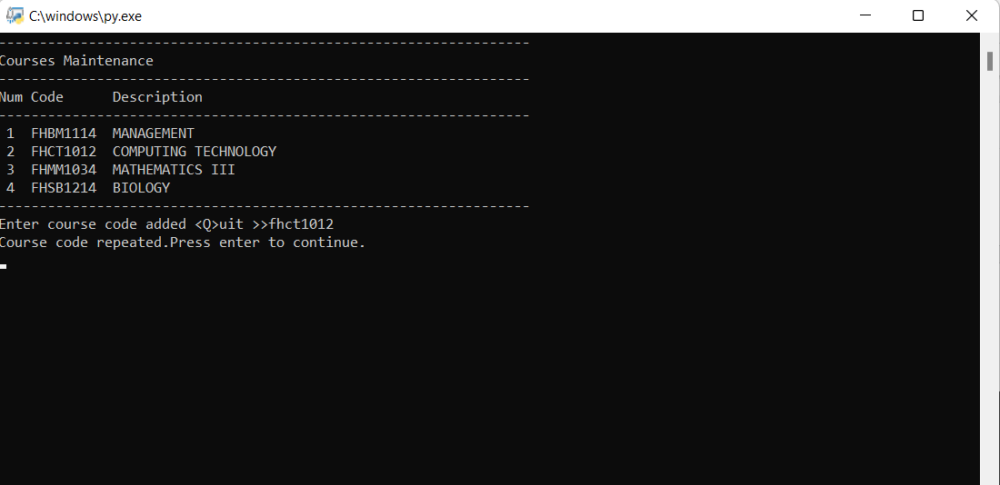 C:\windows\py.exe
-----------------------------------------------------------------
Courses Maintenance
-----------------------------------------------------------------
Num Code      Description
-----------------------------------------------------------------
 1  FHBM1114  MANAGEMENT
 2  FHCT1012  COMPUTING TECHNOLOGY
 3  FHMM1034  MATHEMATICS III
 4  FHSB1214  BIOLOGY
-----------------------------------------------------------------
Enter course code added <Q>uit >>fhct1012
Course code repeated.Press enter to continue.